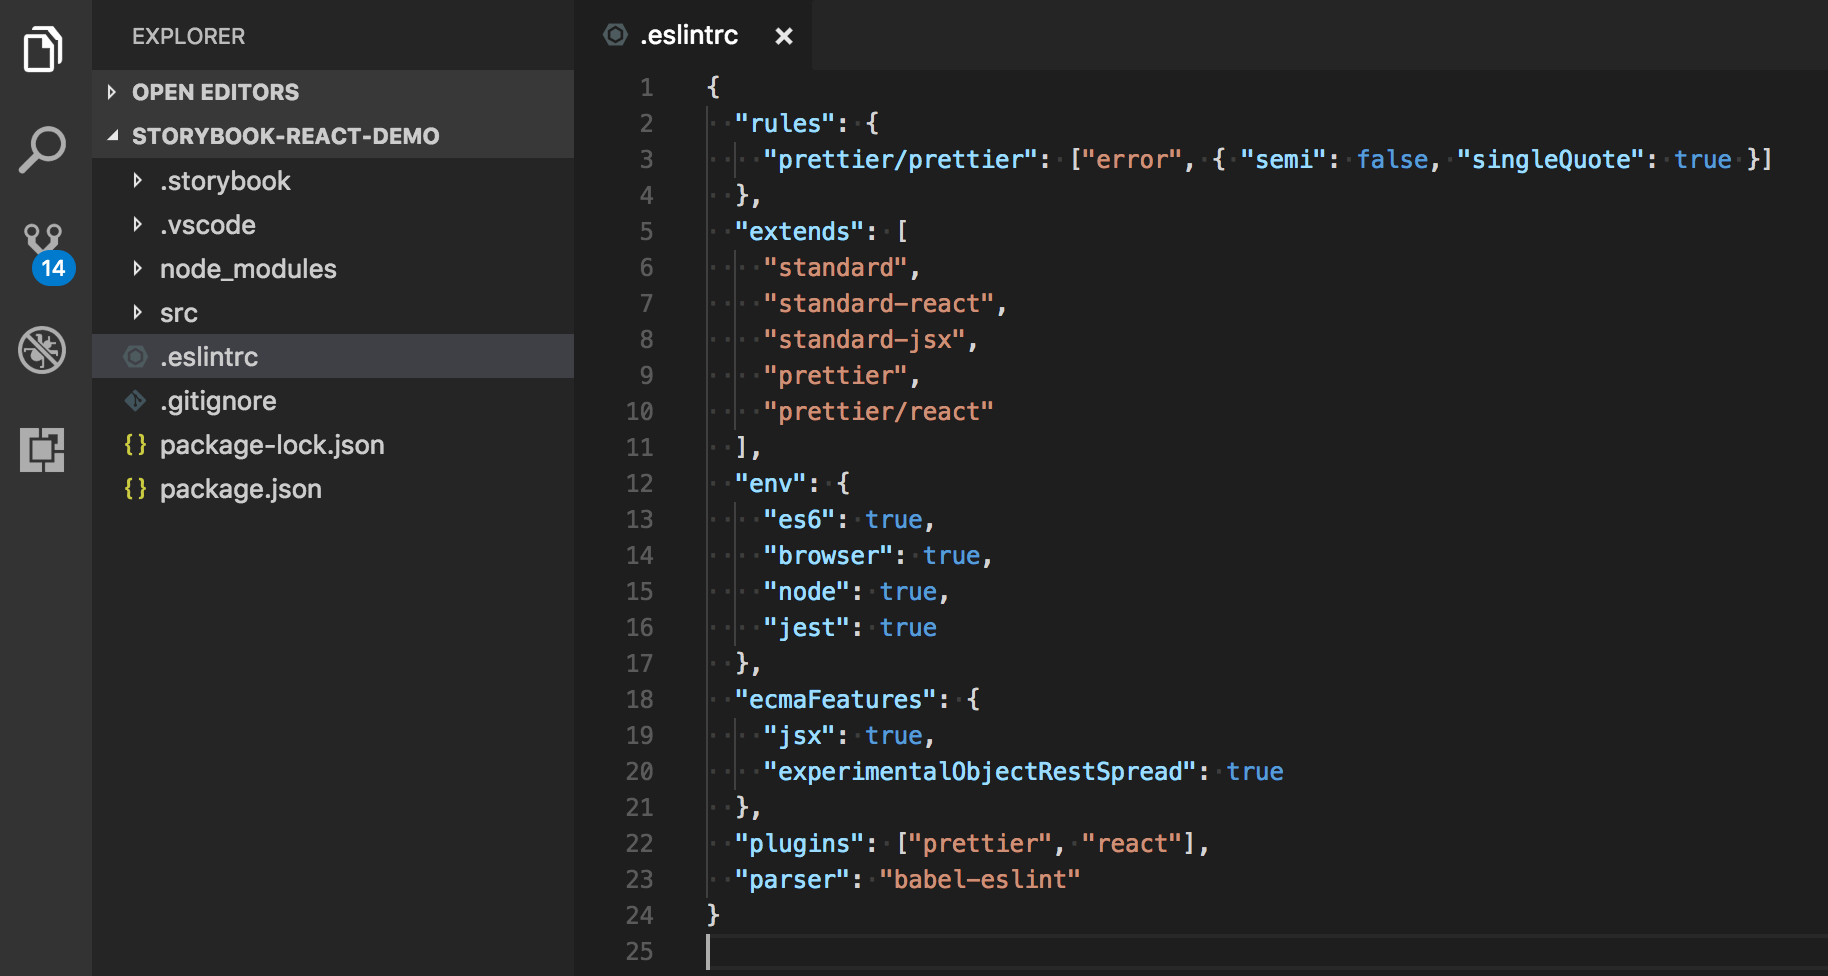 EXPLORER
OPEN EDITORS
STORYBOOK-REACT-DEMO
.storybook
.vscode
node_modules
src
.eslintrc
.gitignore
{} package-lock.json
{} package.json
14
.eslintrc ×
1 {
2   "rules": {
3     "prettier/prettier": ["error", { "semi": false, "singleQuote": true }]
4   },
5   "extends": [
6     "standard",
7     "standard-react",
8     "standard-jsx",
9     "prettier",
10     "prettier/react"
11   ],
12   "env": {
13     "es6": true,
14     "browser": true,
15     "node": true,
16     "jest": true
17   },
18   "ecmaFeatures": {
19     "jsx": true,
20     "experimentalObjectRestSpread": true
21   },
22   "plugins": ["prettier", "react"],
23   "parser": "babel-eslint"
24 }
25